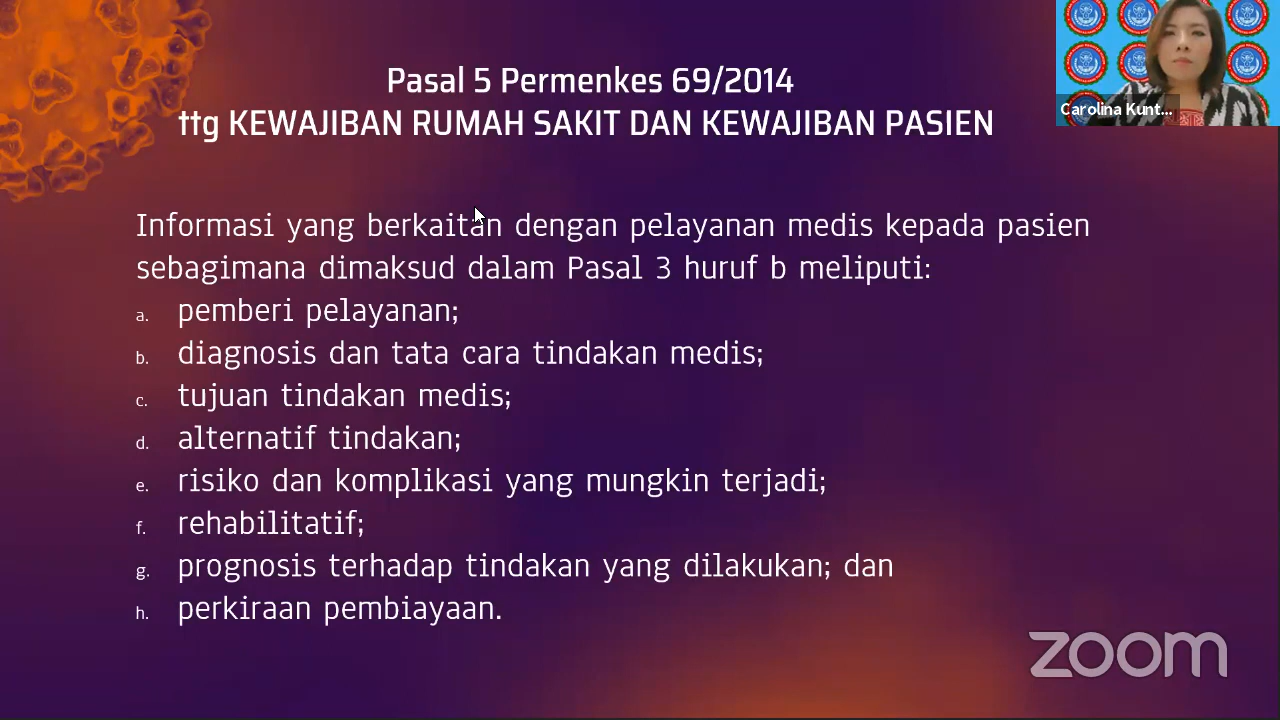 Pasal 5 Permenkes 69/2014
ttg KEWAJIBAN RUMAH SAKIT DAN KEWAJIBAN PASIEN
Carolina Kunt...
Informasi yang berkaitan dengan pelayanan medis kepada pasien
sebagimana dimaksud dalam Pasal 3 huruf b meliputi:
a. pemberi pelayanan;
b. diagnosis dan tata cara tindakan medis;
c. tujuan tindakan medis;
d. alternatif tindakan;
e. risiko dan komplikasi yang mungkin terjadi;
f. rehabilitatif;
g. prognosis terhadap tindakan yang dilakukan; dan
h. perkiraan pembiayaan.
zoom